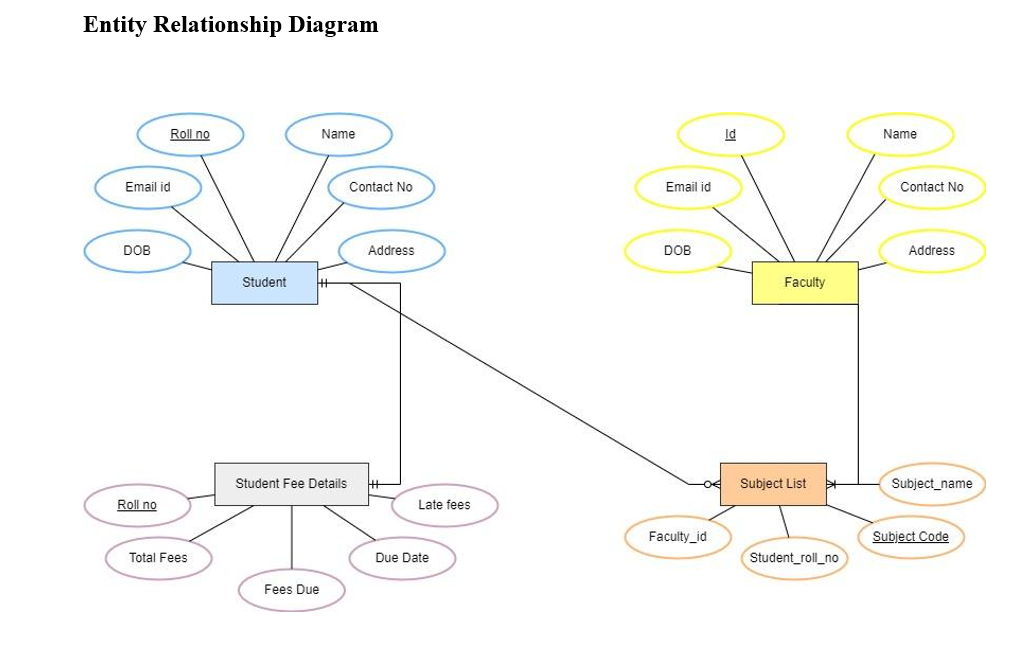 Entity Relationship Diagram
Roll no
Name
Email id
Contact No
DOB
Address
Student
Id
Name
Email id
Contact No
DOB
Address
Faculty
Student Fee Details
Roll no
Late fees
Total Fees
Due Date
Fees Due
Subject List
Subject_name
Faculty_id
Subject Code
Student_roll_no